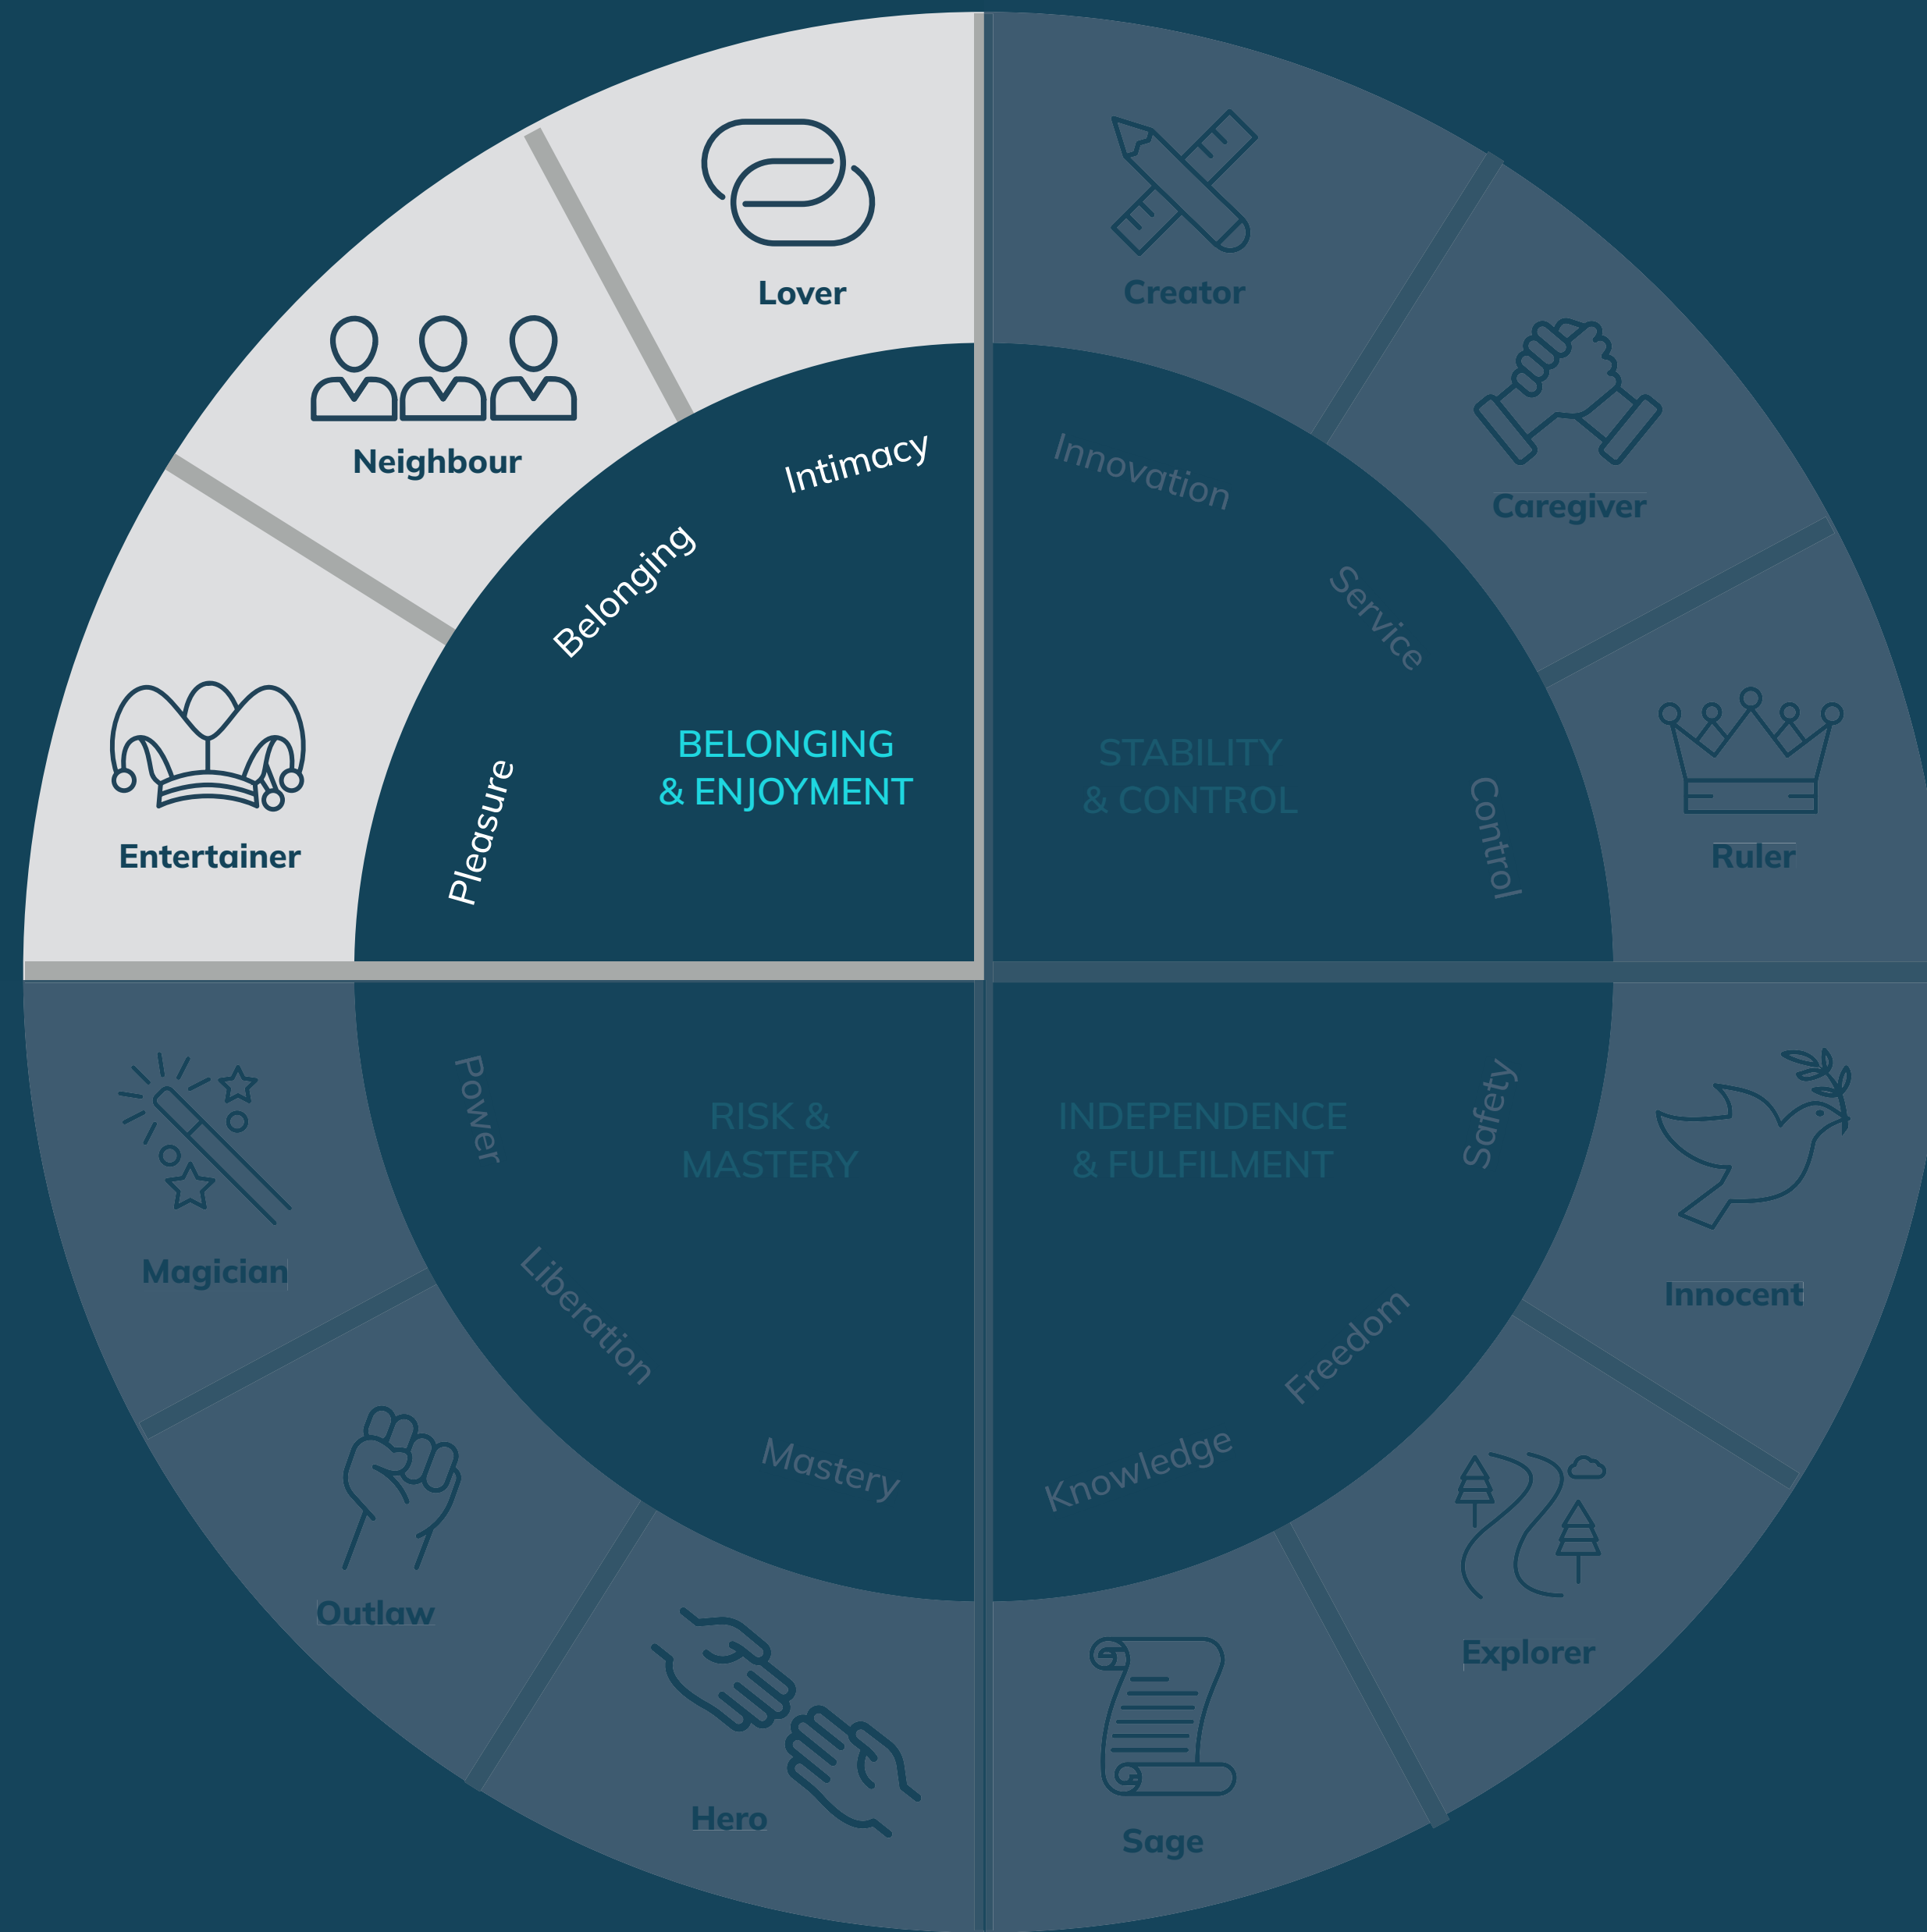 Lover
Creator
Neighbour
Caregiver
Entertainer
Ruler
Intimacy
Innovation
Belonging
Service
Pleasure
Control
BELONGING
& ENJOYMENT
STABILITY
& CONTROL
RISK &
MASTERY
INDEPENDENCE
& FULFILMENT
Power
Safety
Liberation
Freedom
Mastery
Knowledge
Magician
Innocent
Outlaw
Explorer
Hero
Sage